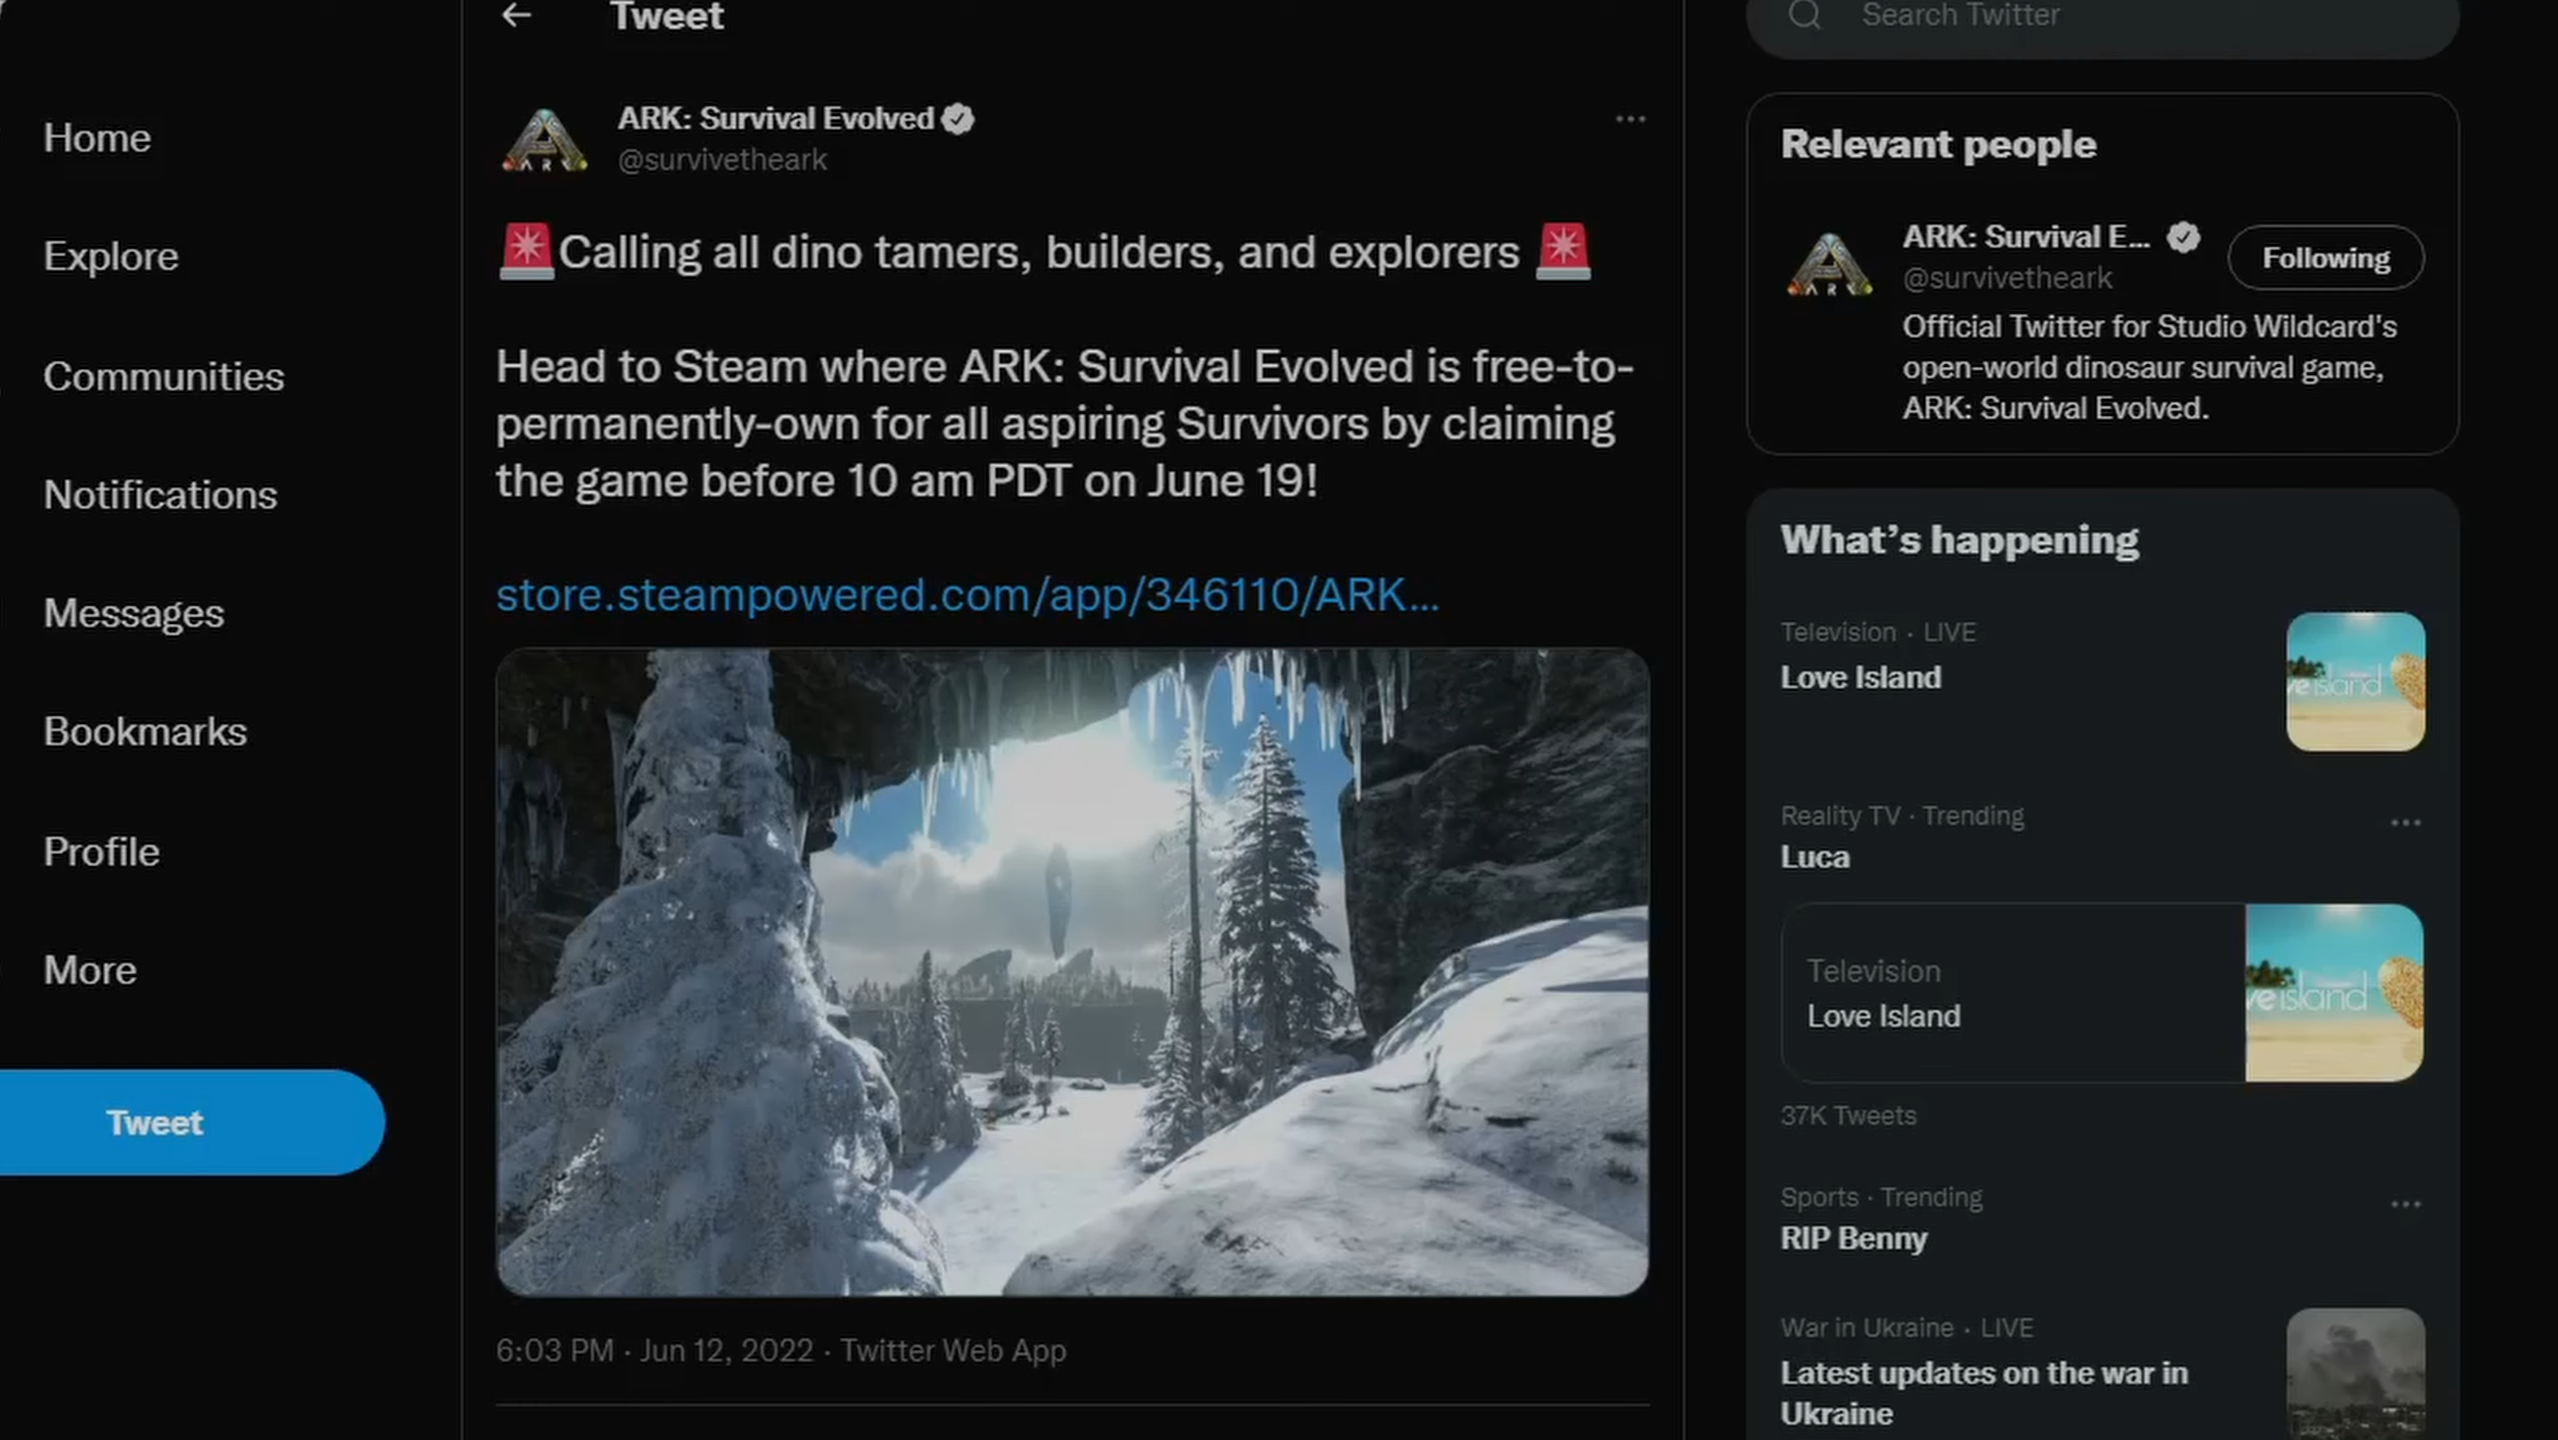 Tweet
Search Twitter
Home
Explore
Communities
Notifications
Messages
Bookmarks
Profile
More
Tweet
ARK
ARK: Survival Evolved
@survivetheark
🚨Calling all dino tamers, builders, and explorers 🚨
Head to Steam where ARK: Survival Evolved is free-to-
permanently-own for all aspiring Survivors by claiming
the game before 10 am PDT on June 19!
store.steampowered.com/app/346110/ARK...
6:03 PM · Jun 12, 2022 · Twitter Web App
Relevant people
ARK
ARK: Survival E...
@survivetheark
Following
Official Twitter for Studio Wildcard's
open-world dinosaur survival game,
ARK: Survival Evolved.
What's happening
Television · LIVE
Love Island
ve island
Reality TV · Trending
Luca
Television
Love Island
ve island
37K Tweets
Sports · Trending
RIP Benny
War in Ukraine · LIVE
Latest updates on the war in
Ukraine